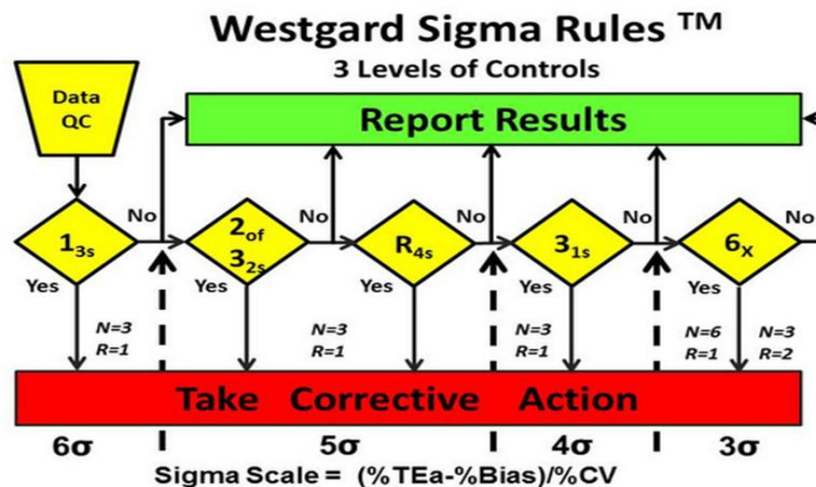 Westgard Sigma Rules ™
3 Levels of Controls
Data
QC
Report Results
No
No
No
No
No
13s
2of
32s
R4s
31s
6X
Yes
Yes
Yes
Yes
Yes
N=3
R=1
N=3
R=1
N=3
R=1
N=6
R=1
N=3
R=2
Take Corrective Action
6σ
5σ
4σ
3σ
Sigma Scale = (%TEa-%Bias)/%CV